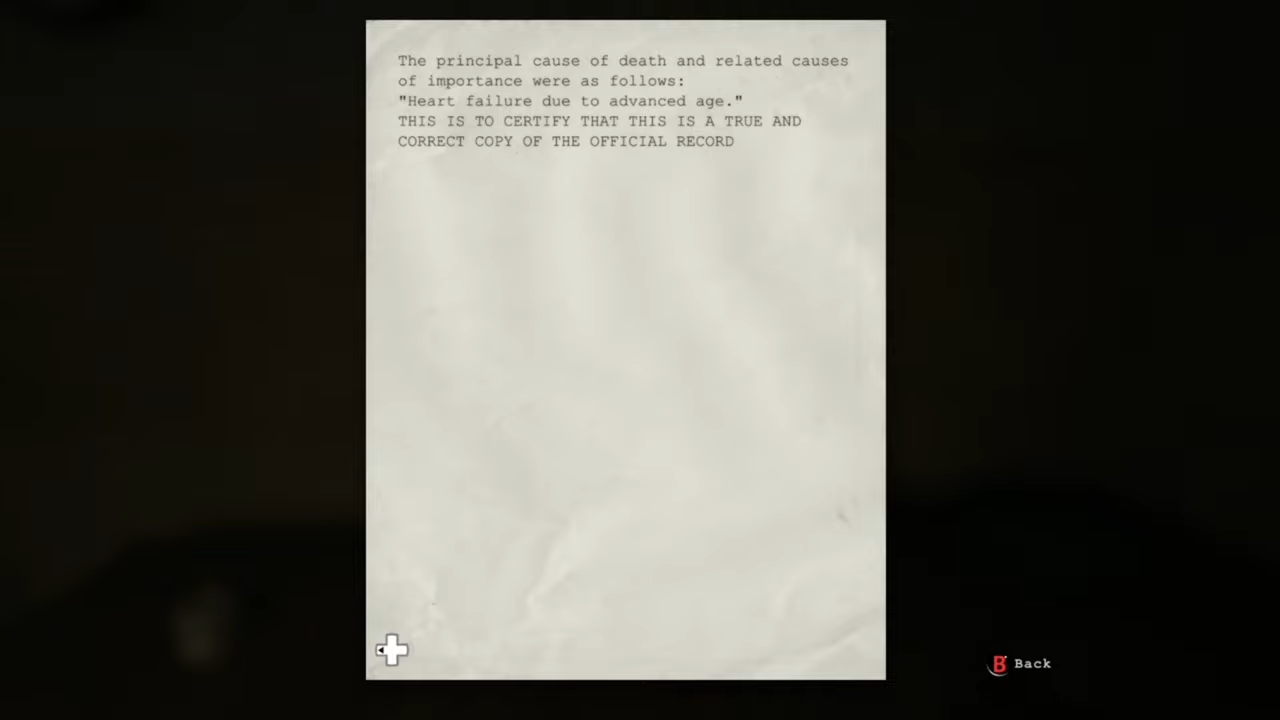 The principal cause of death and related causes
of importance were as follows:
"Heart failure due to advanced age."
THIS IS TO CERTIFY THAT THIS IS A TRUE AND
CORRECT COPY OF THE OFFICIAL RECORD
B Back